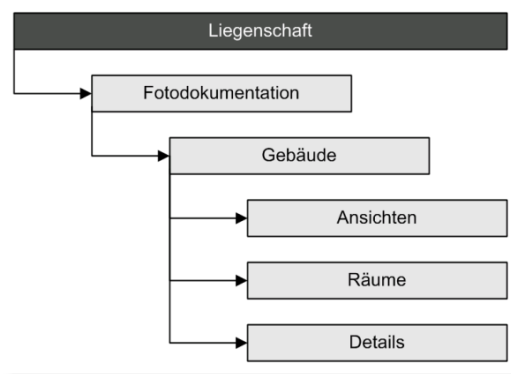 Liegenschaft
Fotodokumentation
Gebäude
Ansichten
Räume
Details